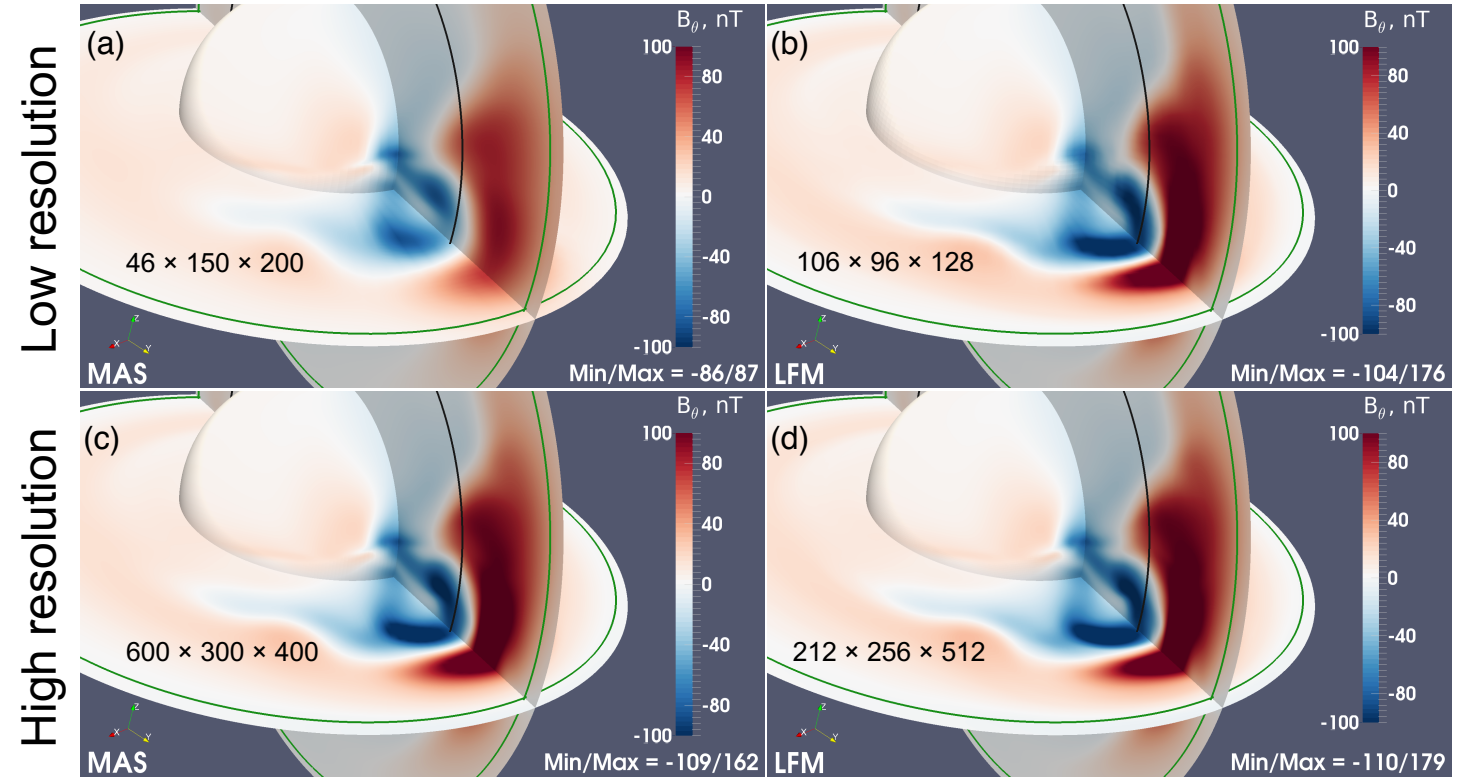 Low resolution
(a)
B_θ, nT
100
80
40
0
-40
-80
-100
46 × 150 × 200
Z
X
Y
MAS
Min/Max = -86/87
(b)
B_θ, nT
100
80
40
0
-40
-80
-100
106 × 96 × 128
Z
X
Y
LFM
Min/Max = -104/176
High resolution
(c)
B_θ, nT
100
80
40
0
-40
-80
-100
600 × 300 × 400
Z
X
Y
MAS
Min/Max = -109/162
(d)
B_θ, nT
100
80
40
0
-40
-80
-100
212 × 256 × 512
Z
X
Y
LFM
Min/Max = -110/179